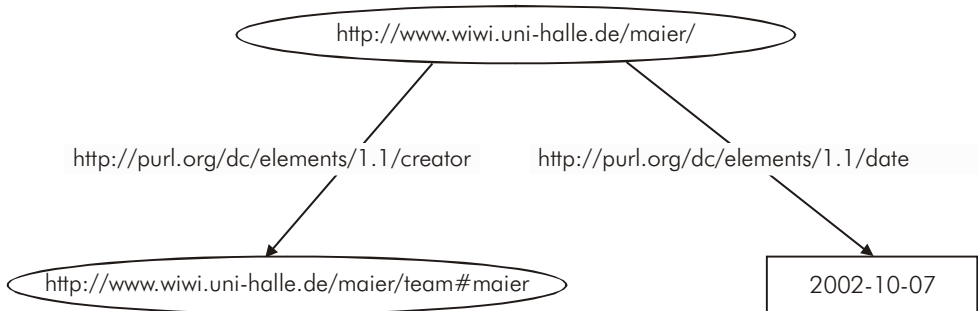 http://www.wiwi.uni-halle.de/maier/
http://purl.org/dc/elements/1.1/creator
http://purl.org/dc/elements/1.1/date
http://www.wiwi.uni-halle.de/maier/team#maier
2002-10-07